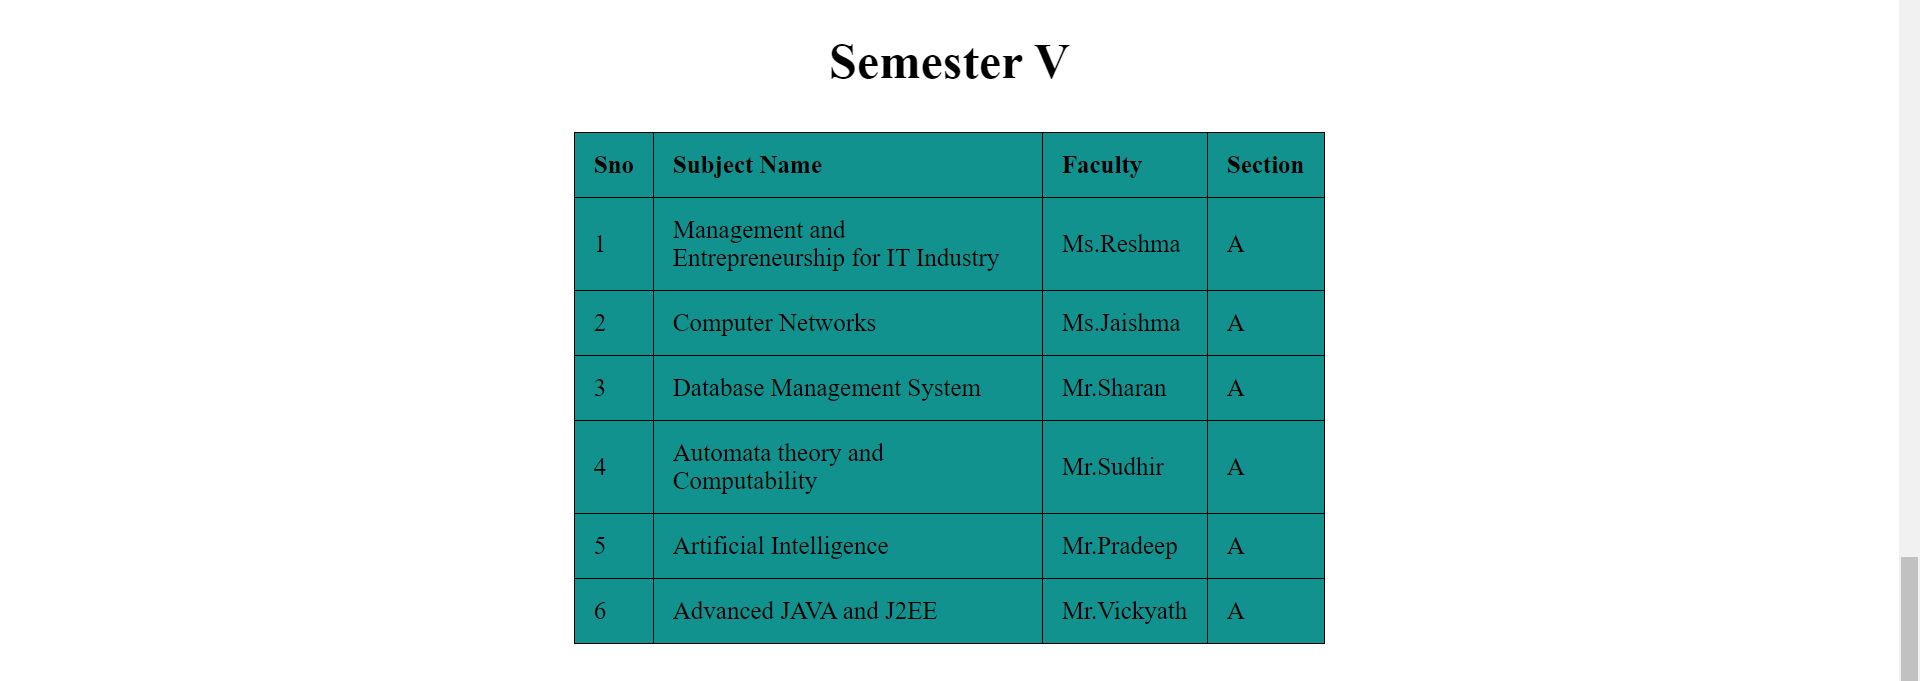 Semester V
Sno Subject Name Faculty Section
1 Management and
Entrepreneurship for IT Industry Ms.Reshma A
2 Computer Networks Ms.Jaishma A
3 Database Management System Mr.Sharan A
4 Automata theory and
Computability Mr.Sudhir A
5 Artificial Intelligence Mr.Pradeep A
6 Advanced JAVA and J2EE Mr.Vickyath A